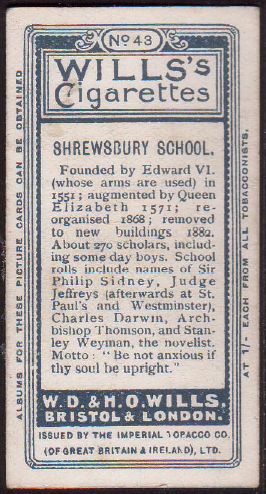 No 43
WILLS's
Cigarettes
SHREWSBURY SCHOOL.
Founded by Edward VI.
(whose arms are used) in
1551; augmented by Queen
Elizabeth 1571; re-
organised 1868; removed
to new buildings 1882.
About 270 scholars, includ-
ing some day boys. School
rolls include names of Sir
Philip Sidney, Judge
Jeffreys (afterwards at St.
Paul's and Westminster),
Charles Darwin, Arch-
bishop Thomson, and Stan-
ley Weyman, the novelist.
Motto: "Be not anxious if
thy soul be upright."
W.D. & H.O. WILLS.
BRISTOL & LONDON.
ISSUED BY THE IMPERIAL TOBACCO CO.
(OF GREAT BRITAIN & IRELAND), LTD.
ALBUMS FOR THESE PICTURE CARDS CAN BE OBTAINED
AT 1/- EACH FROM ALL TOBACCONISTS.